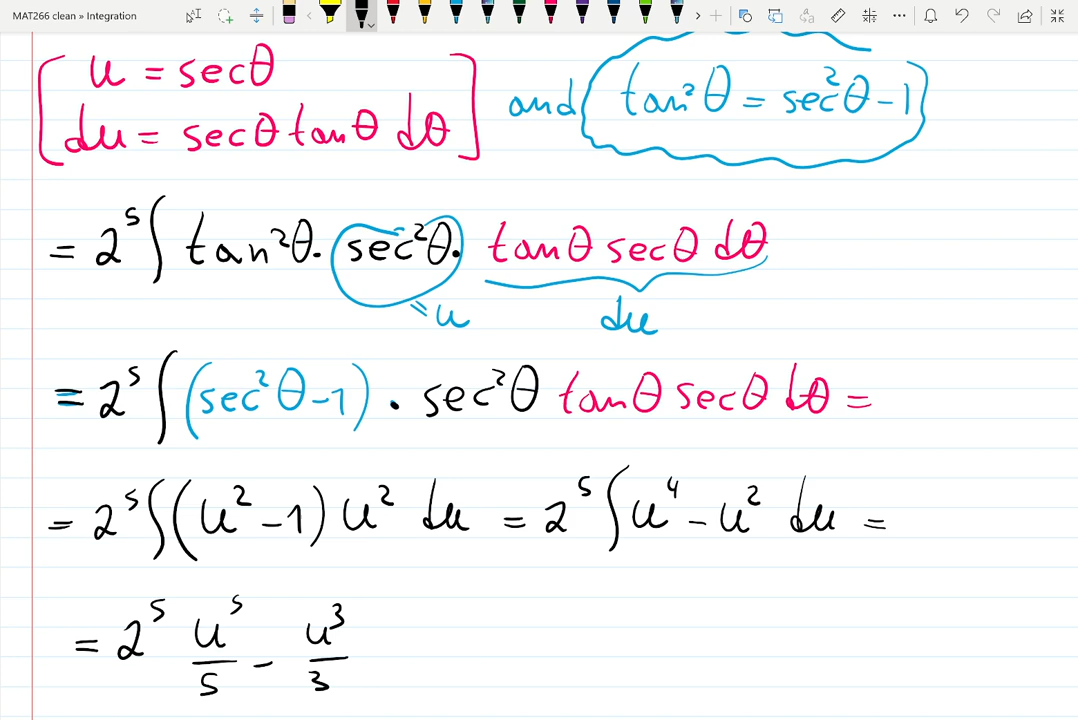 MAT266 clean » Integration
u = secθ
du = secθ tanθ dθ
and tan²θ = sec²θ - 1
= 2⁵ ∫ tan²θ · sec²θ · tanθ secθ dθ
= u du
= 2⁵ ∫ (sec²θ - 1) · sec²θ tanθ secθ dθ =
= 2⁵ ∫ (u² - 1) u² du = 2⁵ ∫ u⁴ - u² du =
= 2⁵ u⁵/5 - u³/3